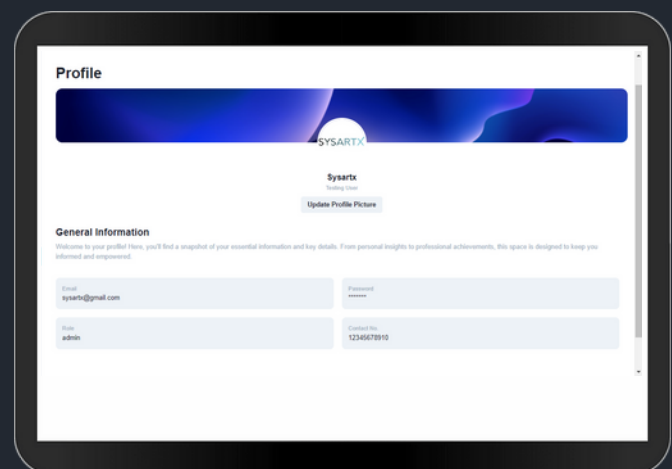 Profile
SYSARTX
Sysartx
Testing User
Update Profile Picture
General Information
Welcome to your profile! Here, you'll find a snapshot of your essential information and key details. From personal insights to professional achievements, this space is designed to keep you
informed and empowered.
Email
sysartx@gmail.com
Password
********
Role
admin
Contact No.
12345678910